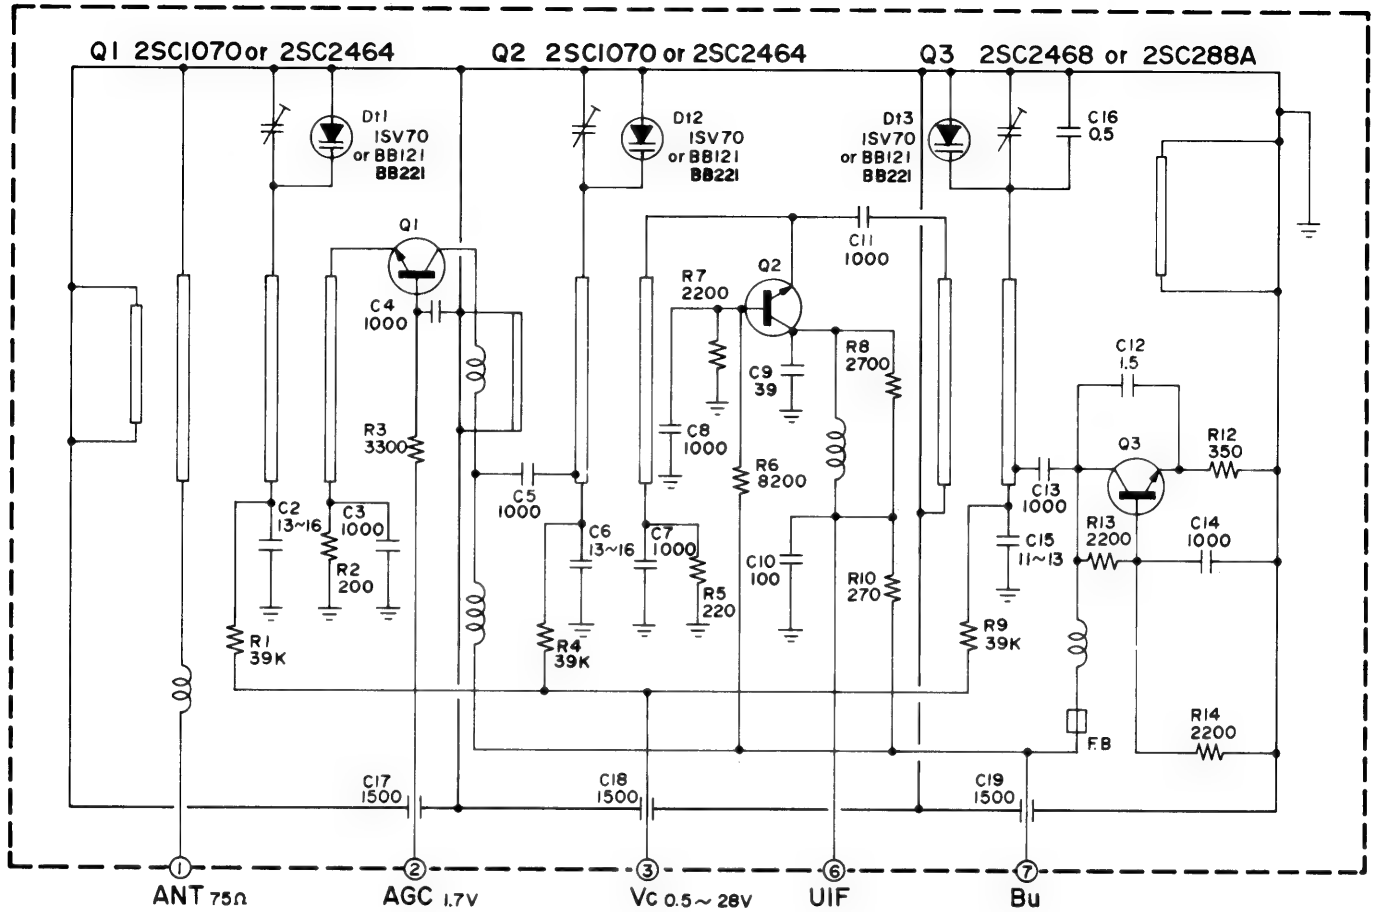 Q1 2SC1070 or 2SC2464
Q2 2SC1070 or 2SC2464
Q3 2SC2468 or 2SC288A
Dt1
1SV70
or BB121
BB221
Dt2
1SV70
or BB121
BB221
Dt3
1SV70
or BB121
BB221
C16
0.5
Q1
C4
1000
R3
3300
R7
2200
Q2
C11
1000
R8
2700
C9
39
C8
1000
R6
8200
C12
1.5
Q3
R12
350
C5
1000
C2
13~16
C3
1000
R2
200
C6
13~16
C7
1000
R5
220
C10
100
R10
270
C13
1000
R13
2200
C14
1000
C15
11~13
R1
39K
R4
39K
R9
39K
F.B
R14
2200
C17
1500
C18
1500
C19
1500
1
2
3
6
7
ANT 75Ω
AGC 1.7V
Vc 0.5~28V
UIF
Bu